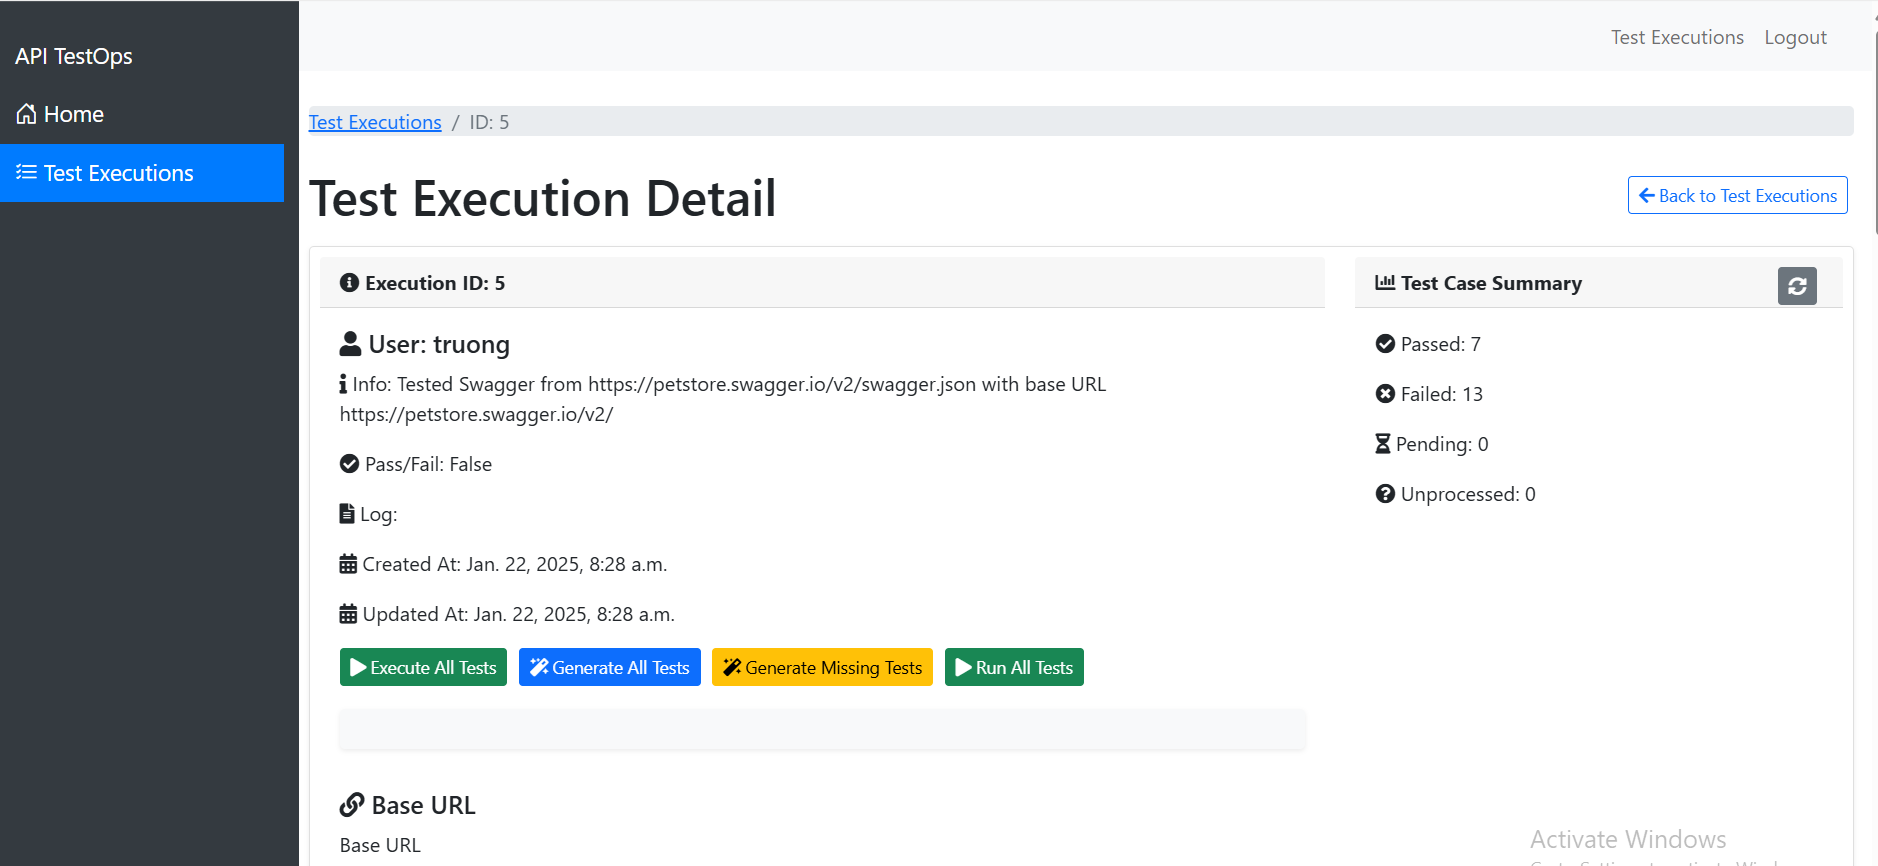 API TestOps
Home
Test Executions
Test Executions
Logout
Test Executions / ID: 5
Test Execution Detail
Back to Test Executions
Execution ID: 5
User: truong
Info: Tested Swagger from https://petstore.swagger.io/v2/swagger.json with base URL
https://petstore.swagger.io/v2/
Pass/Fail: False
Log:
Created At: Jan. 22, 2025, 8:28 a.m.
Updated At: Jan. 22, 2025, 8:28 a.m.
Execute All Tests
Generate All Tests
Generate Missing Tests
Run All Tests
Base URL
Base URL
Test Case Summary
Passed: 7
Failed: 13
Pending: 0
Unprocessed: 0
Activate Windows